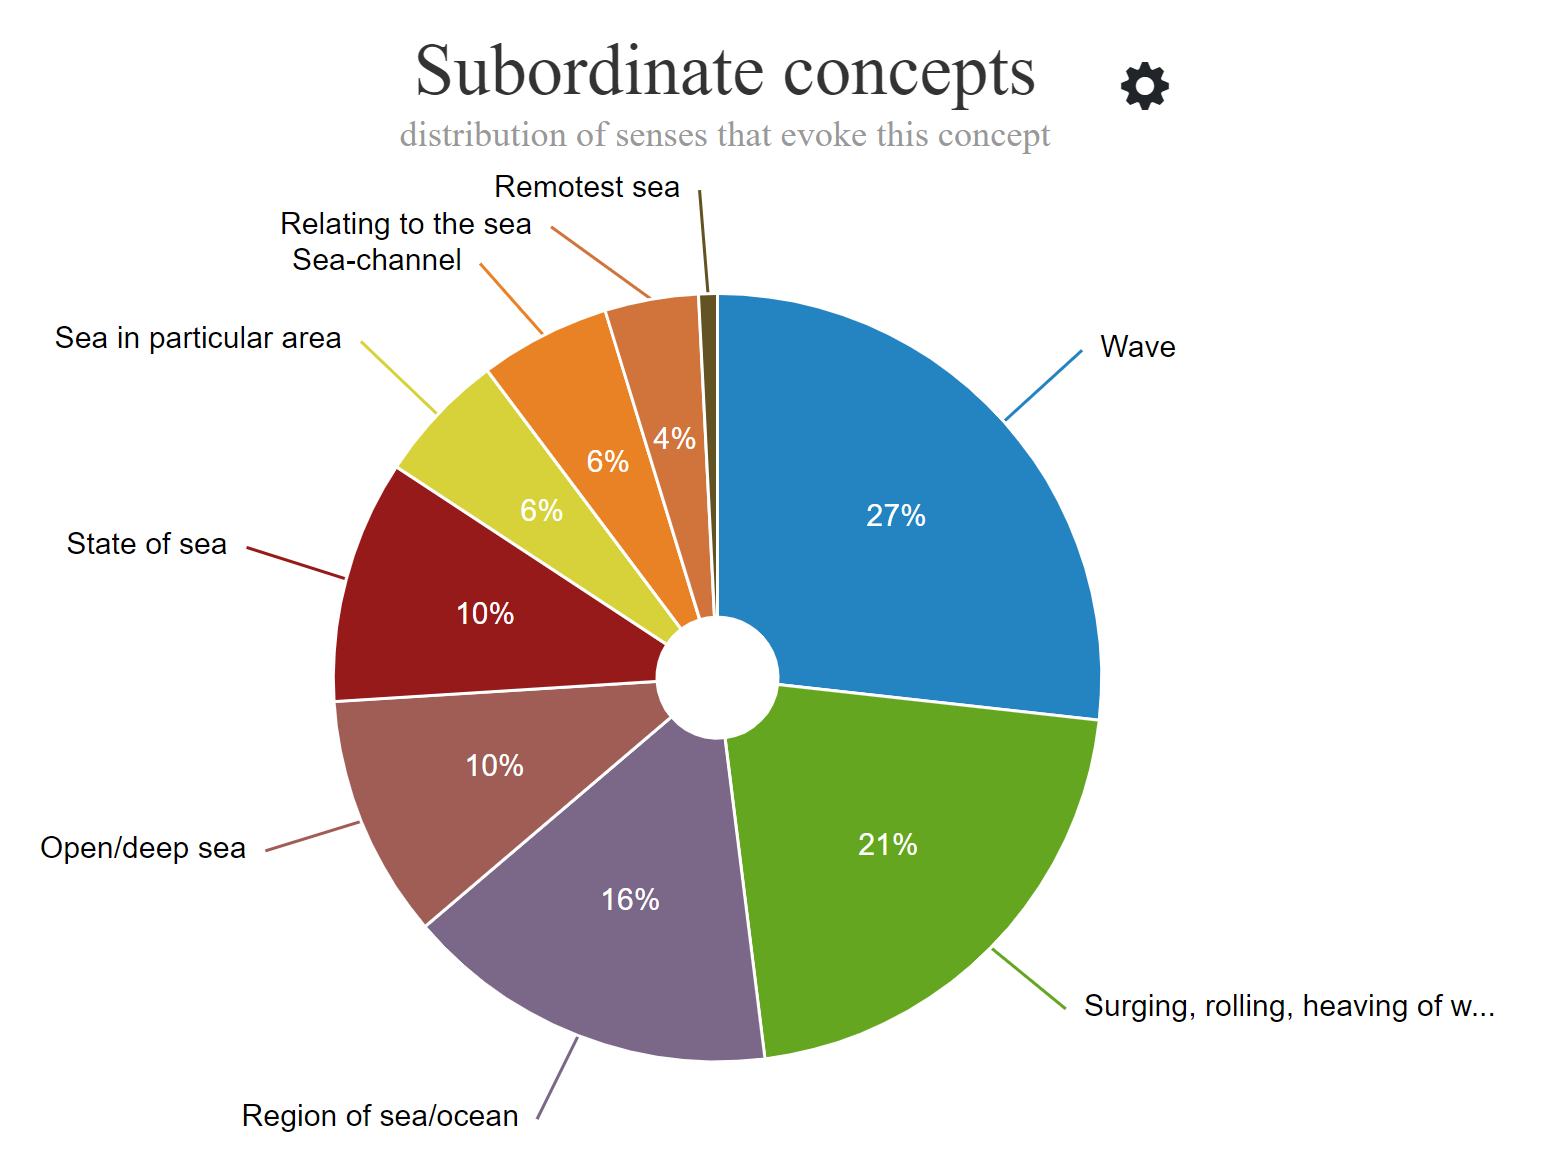 Subordinate concepts
distribution of senses that evoke this concept
Remotest sea
Relating to the sea
Sea-channel
Sea in particular area
Wave
4%
6%
6%
27%
State of sea
10%
10%
Open/deep sea
21%
16%
Surging, rolling, heaving of w...
Region of sea/ocean